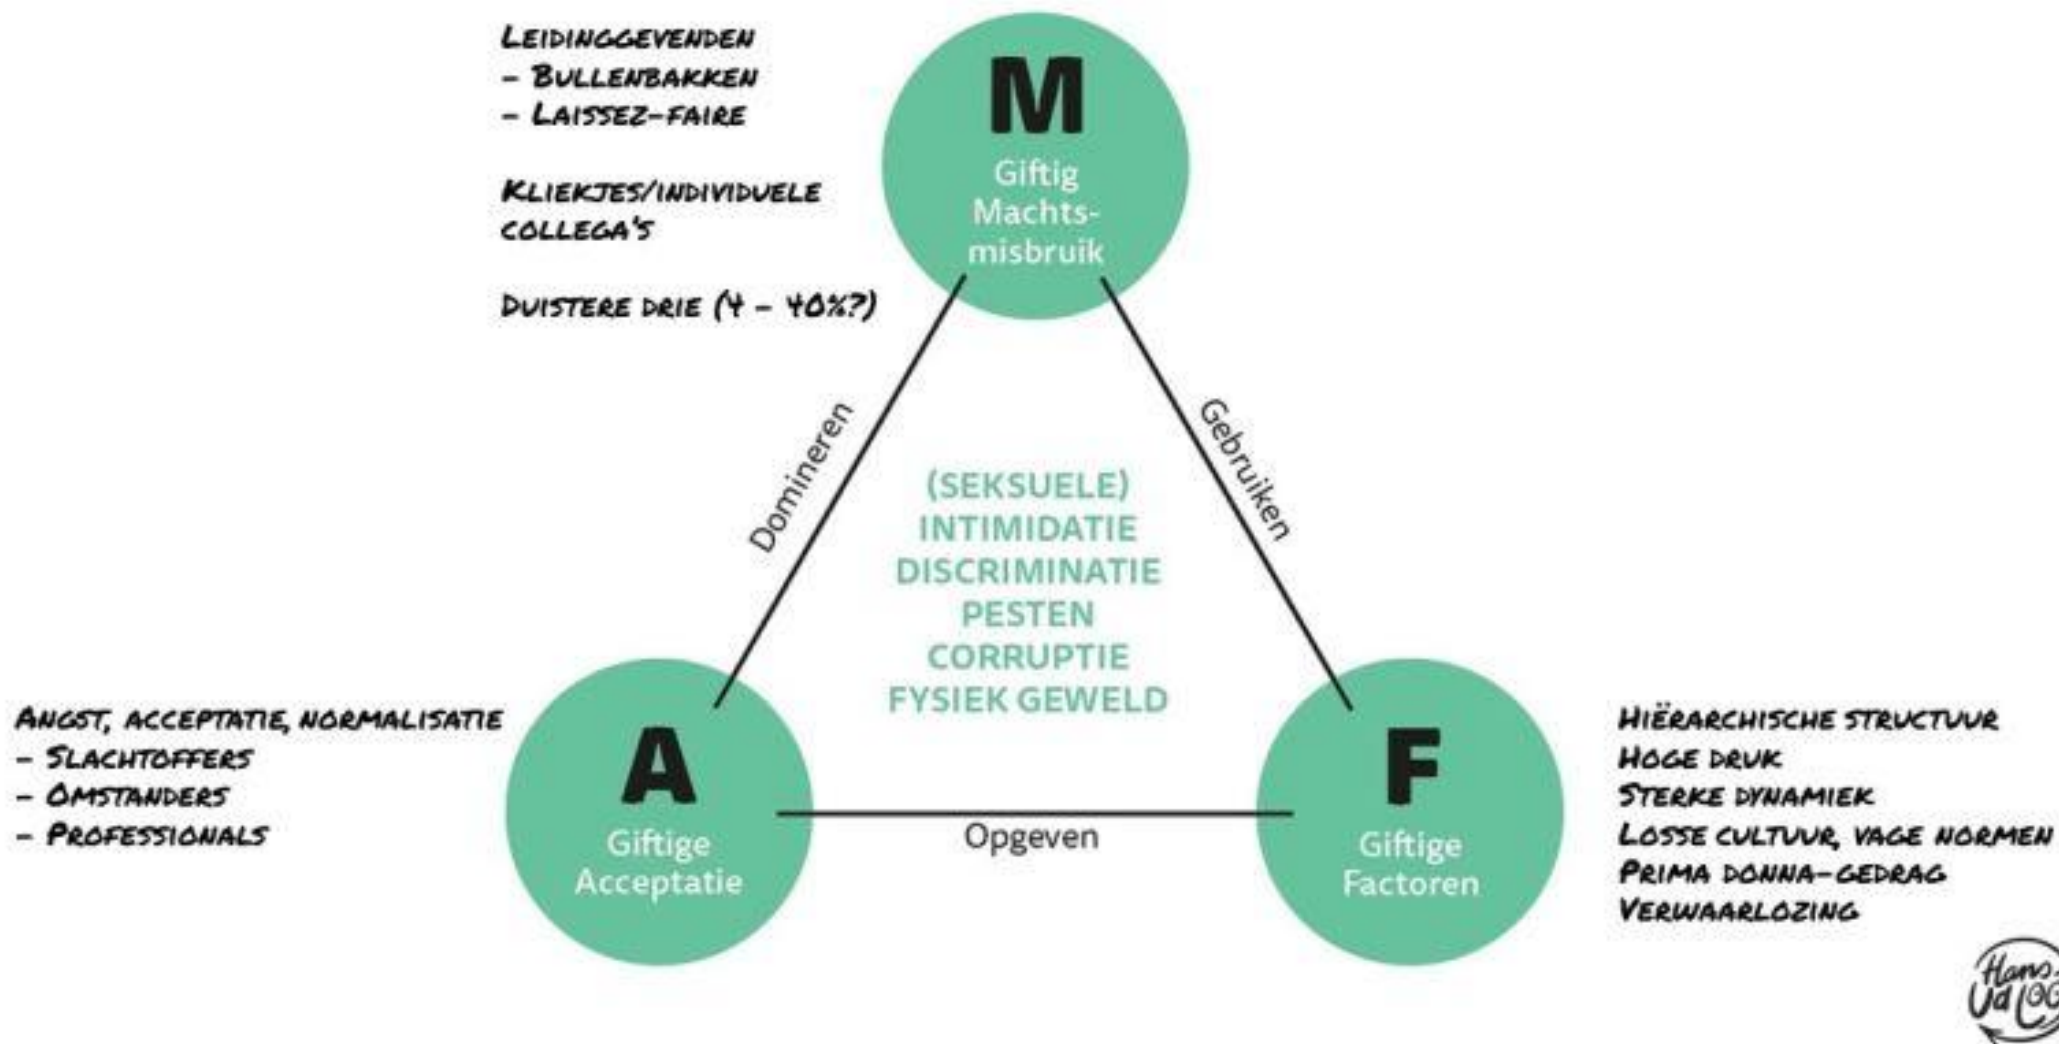 LEIDINGGEVENDEN
- BULLENBAKKEN
- LAISSEZ-FAIRE
KLIEKJES/INDIVIDUELE
COLLEGA'S
DUISTERE DRIE (4 - 40%?)
M
Giftig
Machts-
misbruik
Domineren
Gebruiken
(SEKSUELE)
INTIMIDATIE
DISCRIMINATIE
PESTEN
CORRUPTIE
FYSIEK GEWELD
ANGST, ACCEPTATIE, NORMALISATIE
- SLACHTOFFERS
- OMSTANDERS
- PROFESSIONALS
A
Giftige
Acceptatie
Opgeven
F
Giftige
Factoren
HIËRARCHISCHE STRUCTUUR
HOGE DRUK
STERKE DYNAMIEK
LOSSE CULTUUR, VAGE NORMEN
PRIMA DONNA-GEDRAG
VERWAARLOZING
Hans